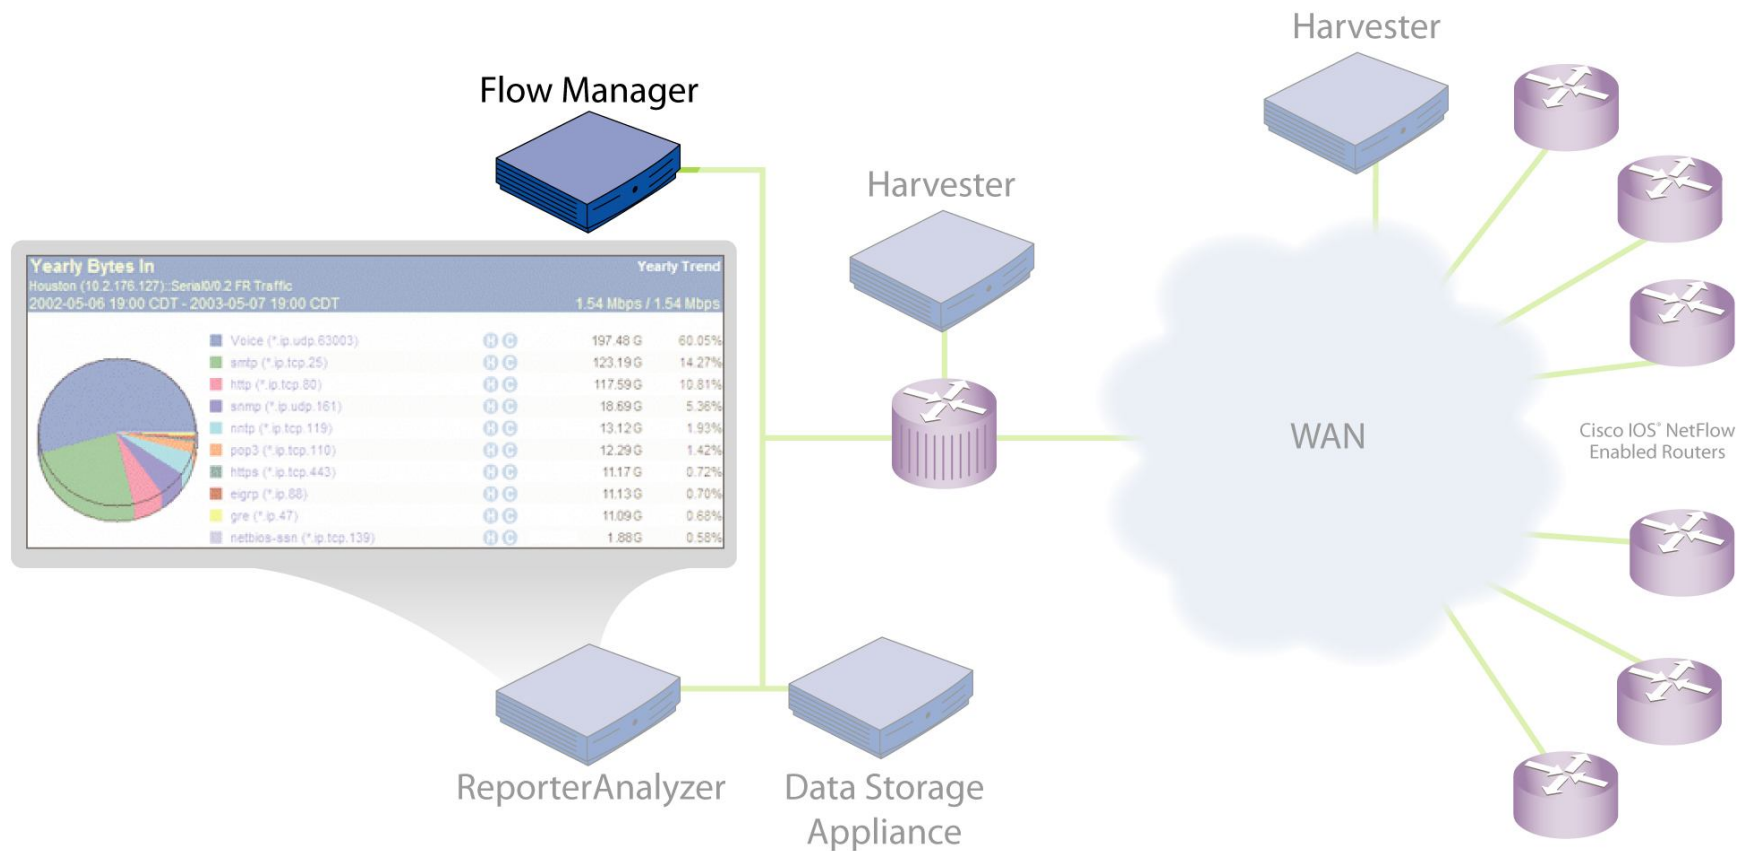 Harvester
Flow Manager
Harvester
Yearly Bytes In
Yearly Trend
Houston (10.2.176.127)::Serial0/0.2 FR Traffic
2002-05-06 19:00 CDT - 2003-05-07 19:00 CDT
1.54 Mbps / 1.54 Mbps
Voice (*.ip.udp.63003) H C 197.48 G 60.05%
smtp (*.ip.tcp.25) H C 123.19 G 14.27%
http (*.ip.tcp.80) H C 117.59 G 10.81%
snmp (*.ip.udp.161) H C 18.69 G 5.36%
nntp (*.ip.tcp.119) H C 13.12 G 1.93%
pop3 (*.ip.tcp.110) H C 12.29 G 1.42%
https (*.ip.tcp.443) H C 11.17 G 0.72%
eigrp (*.ip.88) H C 11.13 G 0.70%
gre (*.ip.47) H C 11.09 G 0.68%
netbios-ssn (*.ip.tcp.139) H C 1.88G 0.58%
WAN
Cisco IOS® NetFlow
Enabled Routers
ReporterAnalyzer
Data Storage
Appliance